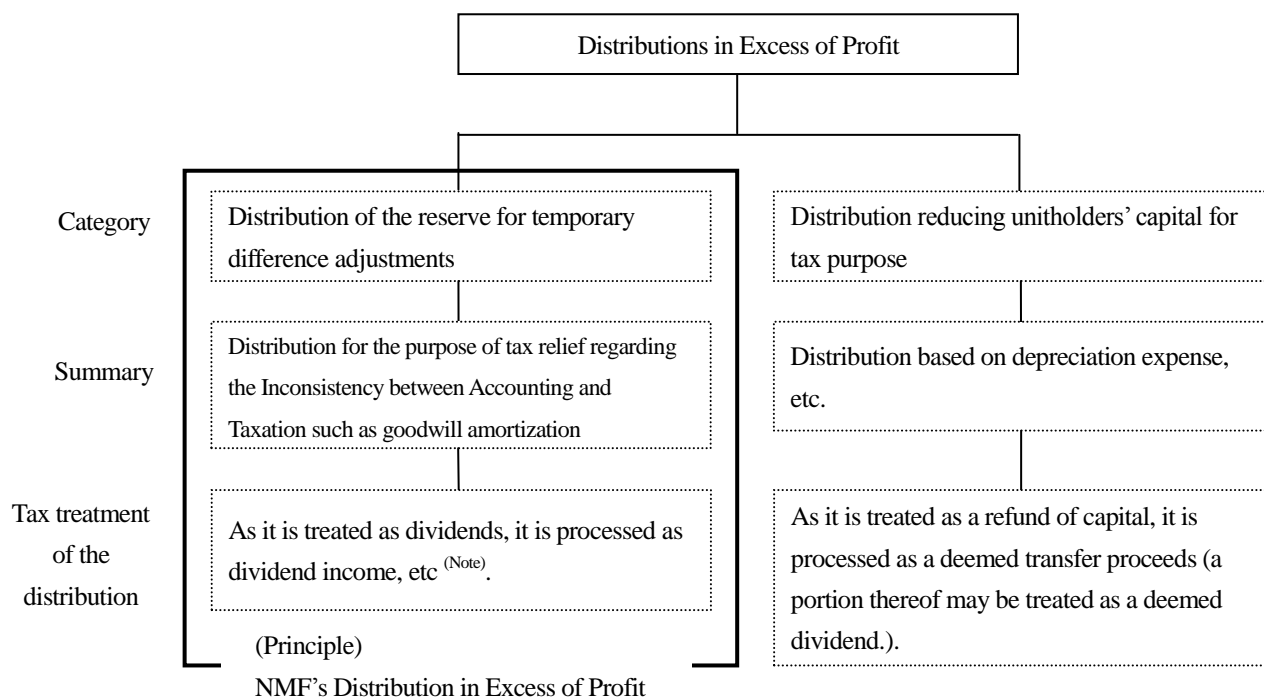 Distributions in Excess of Profit
Category
Distribution of the reserve for temporary
difference adjustments
Distribution reducing unitholders’ capital for
tax purpose
Summary
Distribution for the purpose of tax relief regarding
the Inconsistency between Accounting and
Taxation such as goodwill amortization
Distribution based on depreciation expense,
etc.
Tax treatment
of the
distribution
As it is treated as dividends, it is processed as
dividend income, etc (Note).
As it is treated as a refund of capital, it is
processed as a deemed transfer proceeds (a
portion thereof may be treated as a deemed
dividend.).
(Principle)
NMF’s Distribution in Excess of Profit